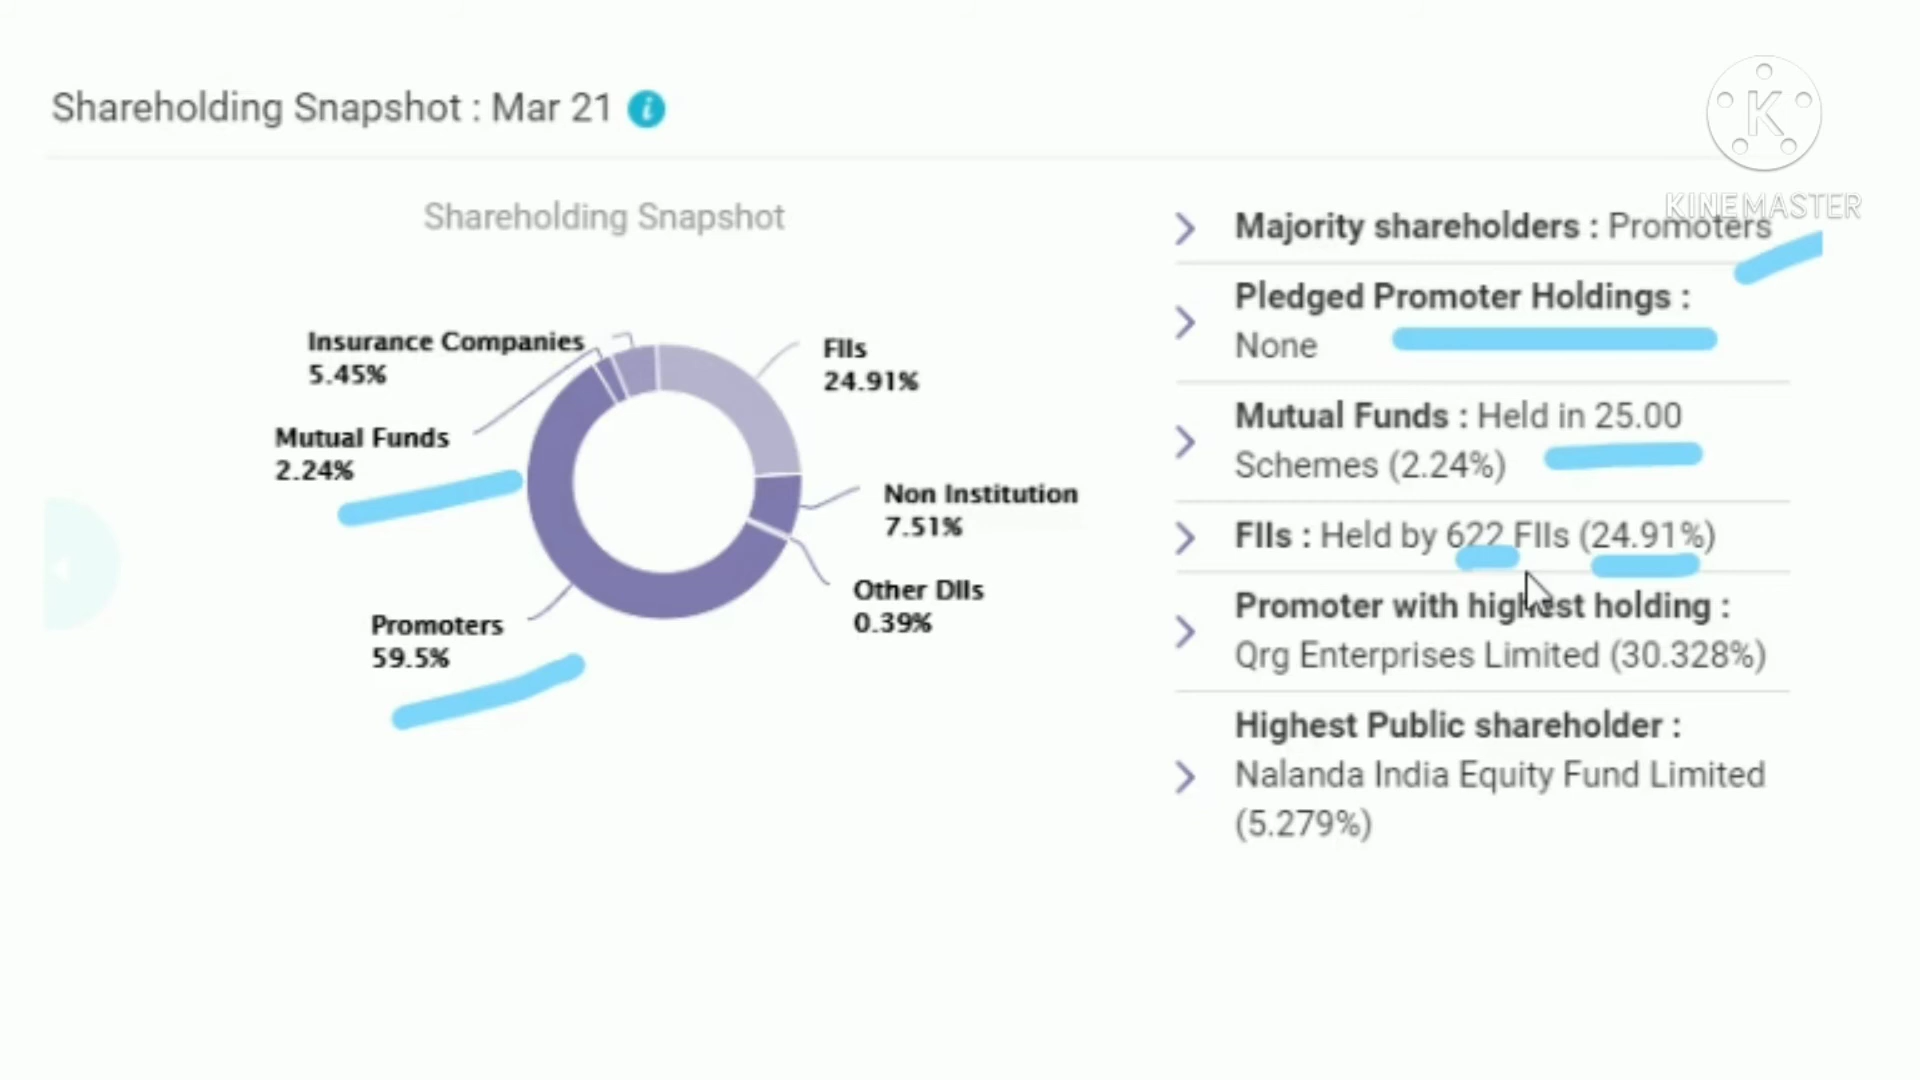 Shareholding Snapshot : Mar 21 i
K
KINEMASTER
Shareholding Snapshot
Insurance Companies
5.45%
FIIs
24.91%
Mutual Funds
2.24%
Non Institution
7.51%
Other DIIs
0.39%
Promoters
59.5%
Majority shareholders : Promoters
Pledged Promoter Holdings :
None
Mutual Funds : Held in 25.00
Schemes (2.24%)
FIIs : Held by 622 FIIs (24.91%)
Promoter with highest holding :
Qrg Enterprises Limited (30.328%)
Highest Public shareholder :
Nalanda India Equity Fund Limited
(5.279%)